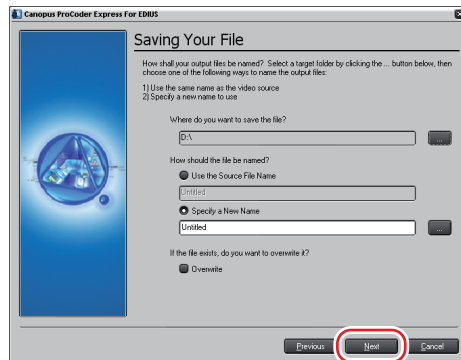 Canopus ProCoder Express For EDIUS
Saving Your File
How shall your output files be named? Select a target folder by clicking the ... button below, then
choose one of the following ways to name the output files:
1) Use the same name as the video source
2) Specify a new name to use
Where do you want to save the file?
D:\
...
How should the file be named?
Use the Source File Name
Untitled
Specify a New Name
Untitled
...
If the file exists, do you want to overwrite it?
Overwrite
Previous Next Cancel